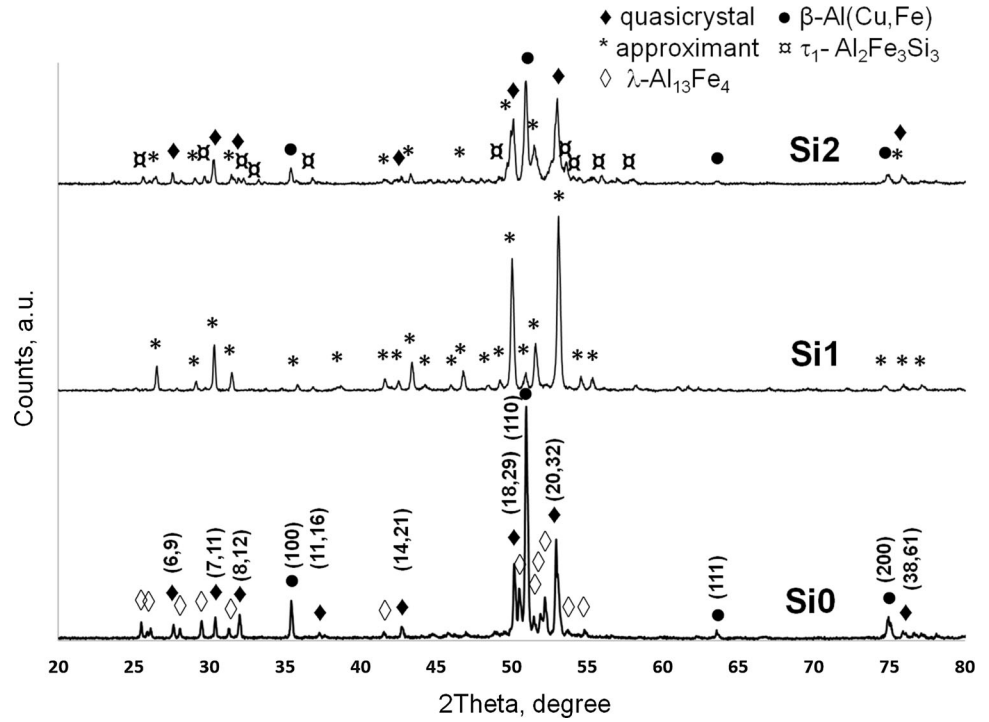 ♦ quasicrystal ● β-Al(Cu,Fe)
* approximant ¤ τ₁- Al₂Fe₃Si₃
◊ λ-Al₁₃Fe₄
Si2
Si1
Si0
(6,9)
(7,11)
(8,12)
(100)
(11,16)
(14,21)
(18,29)
(110)
(20,32)
(111)
(200)
(38,61)
Counts, a.u.
20 25 30 35 40 45 50 55 60 65 70 75 80
2Theta, degree